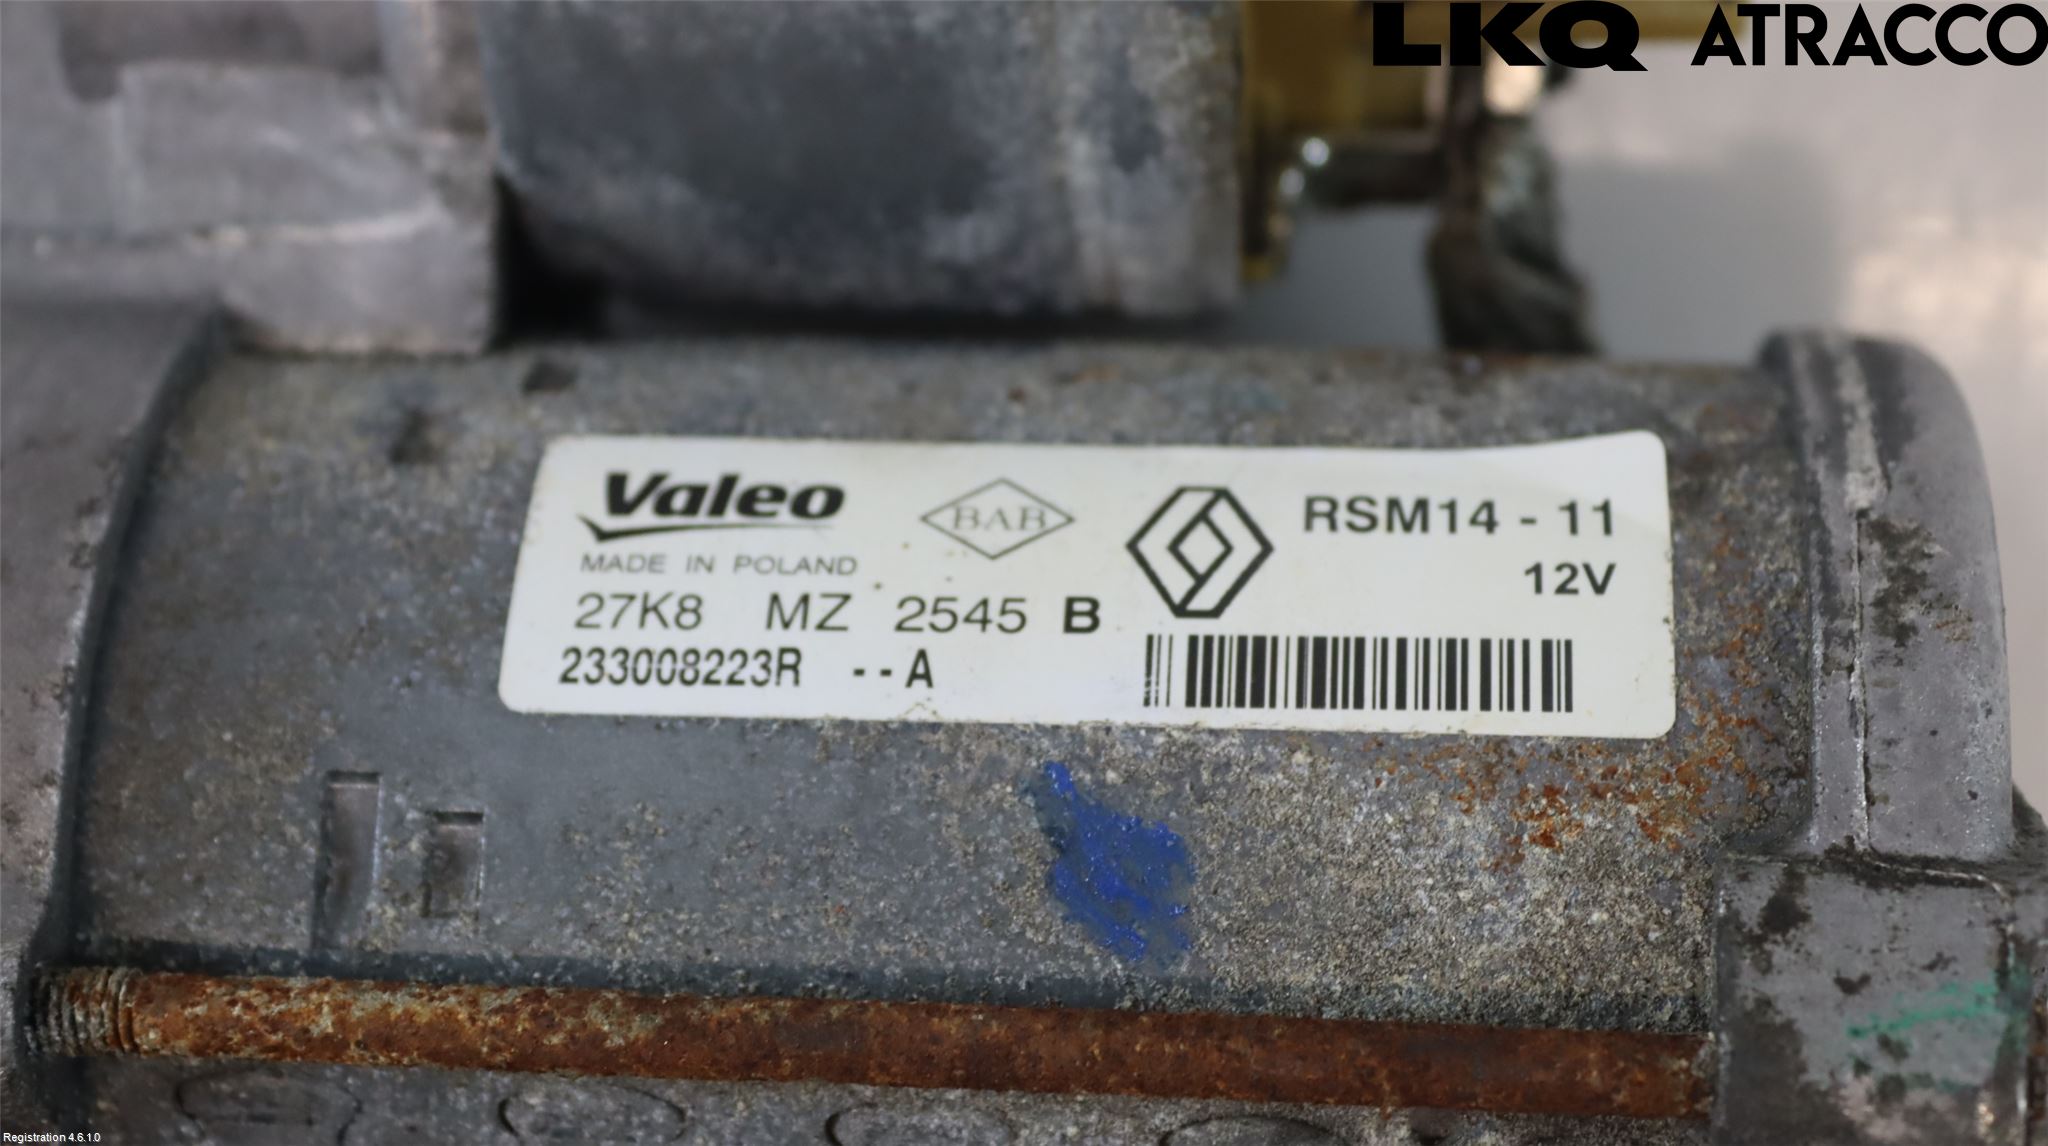 LKQ ATRACCO
Valeo
MADE IN POLAND
BAB
RSM14 - 11
12V
27K8 MZ 2545 B
233008223R --A
Registration 4.6.1.0